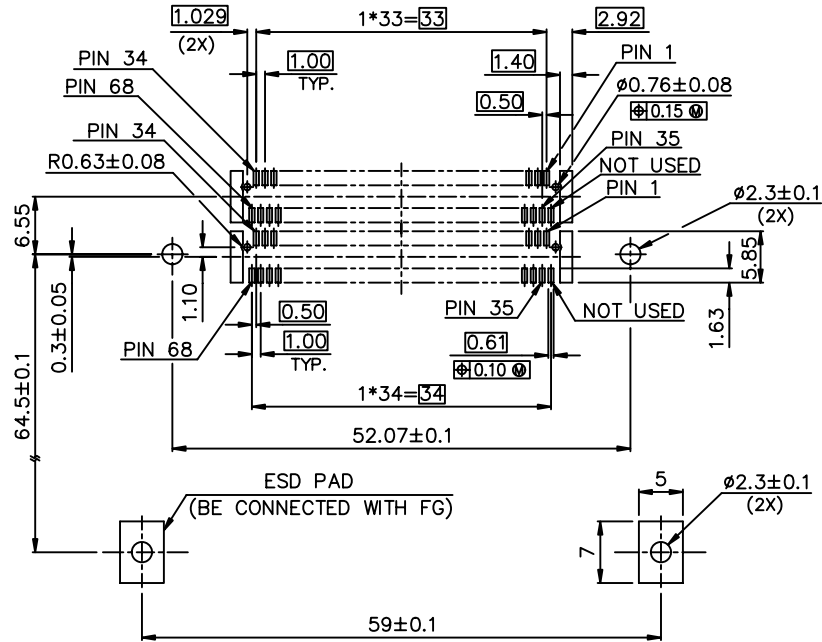 1.029
(2X)
1*33=33
2.92
PIN 34
1.00
TYP.
1.40
PIN 1
PIN 68
0.50
ø0.76±0.08
⌖ 0.15 Ⓜ
PIN 34
PIN 35
R0.63±0.08
NOT USED
PIN 1
ø2.3±0.1
(2X)
6.55
5.85
0.3±0.05
1.10
0.50
PIN 35
NOT USED
1.63
PIN 68
1.00
TYP.
0.61
⌖ 0.10 Ⓜ
1*34=34
64.5±0.1
52.07±0.1
ESD PAD
(BE CONNECTED WITH FG)
5
ø2.3±0.1
(2X)
7
59±0.1